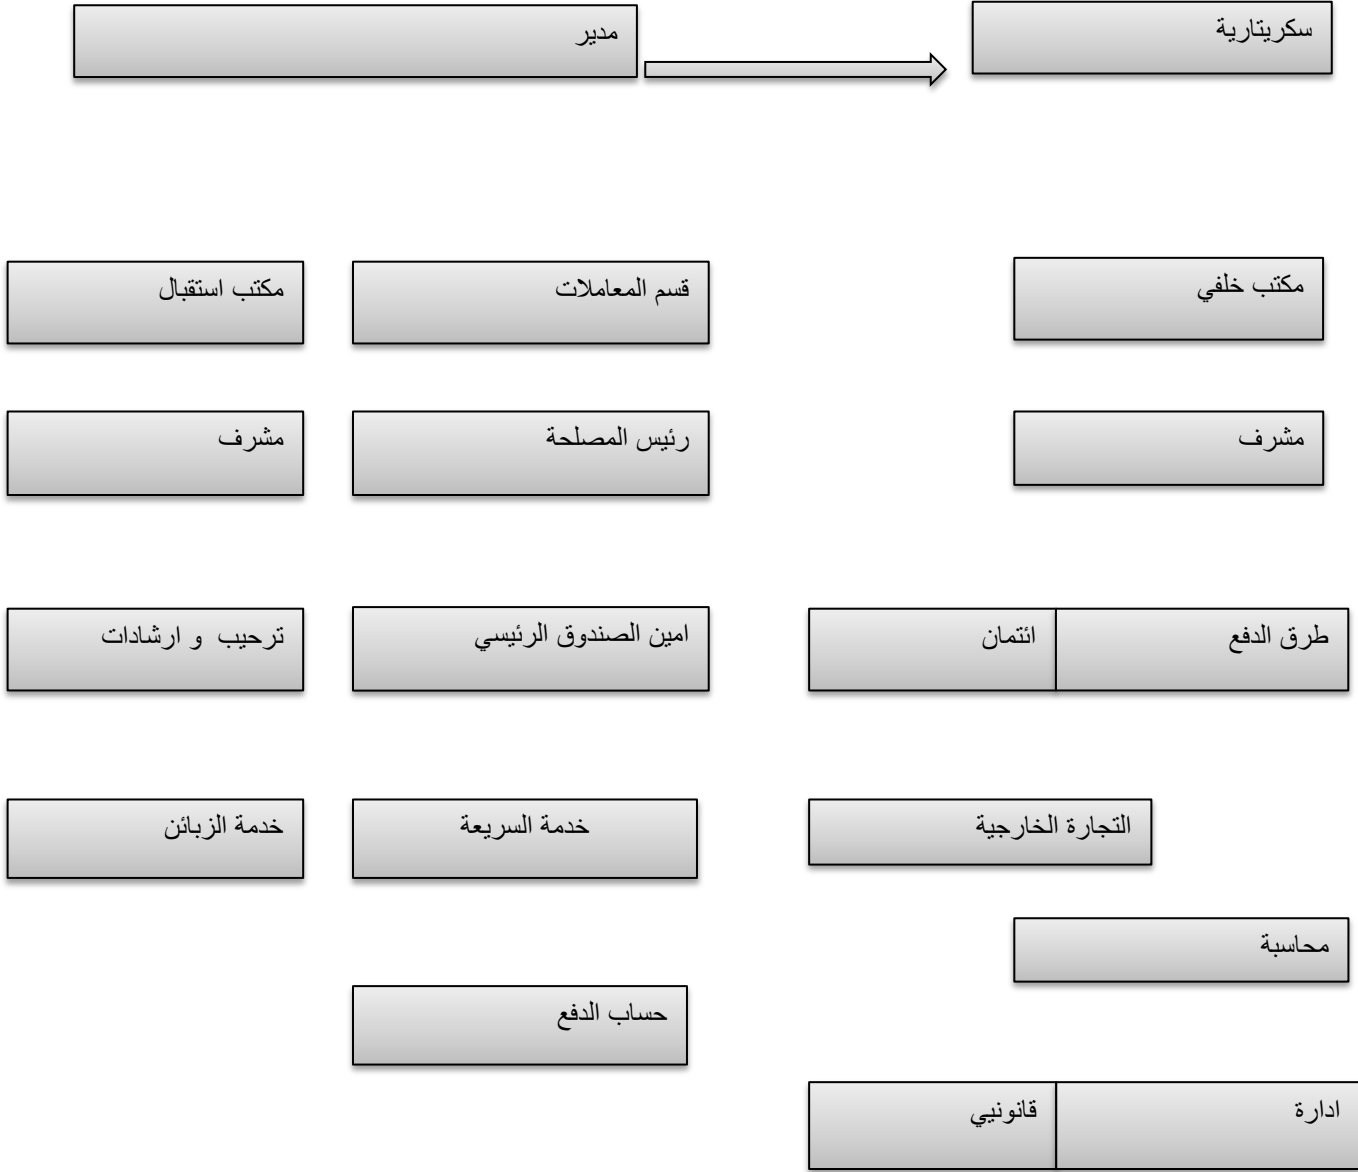 سكريتارية
مدير
مكتب خلفي
قسم المعاملات
مكتب استقبال
مشرف
رئيس المصلحة
مشرف
طرق الدفع
ائتمان
امين الصندوق الرئيسي
ترحيب و ارشادات
التجارة الخارجية
خدمة السريعة
خدمة الزبائن
محاسبة
حساب الدفع
ادارة
قانونيي